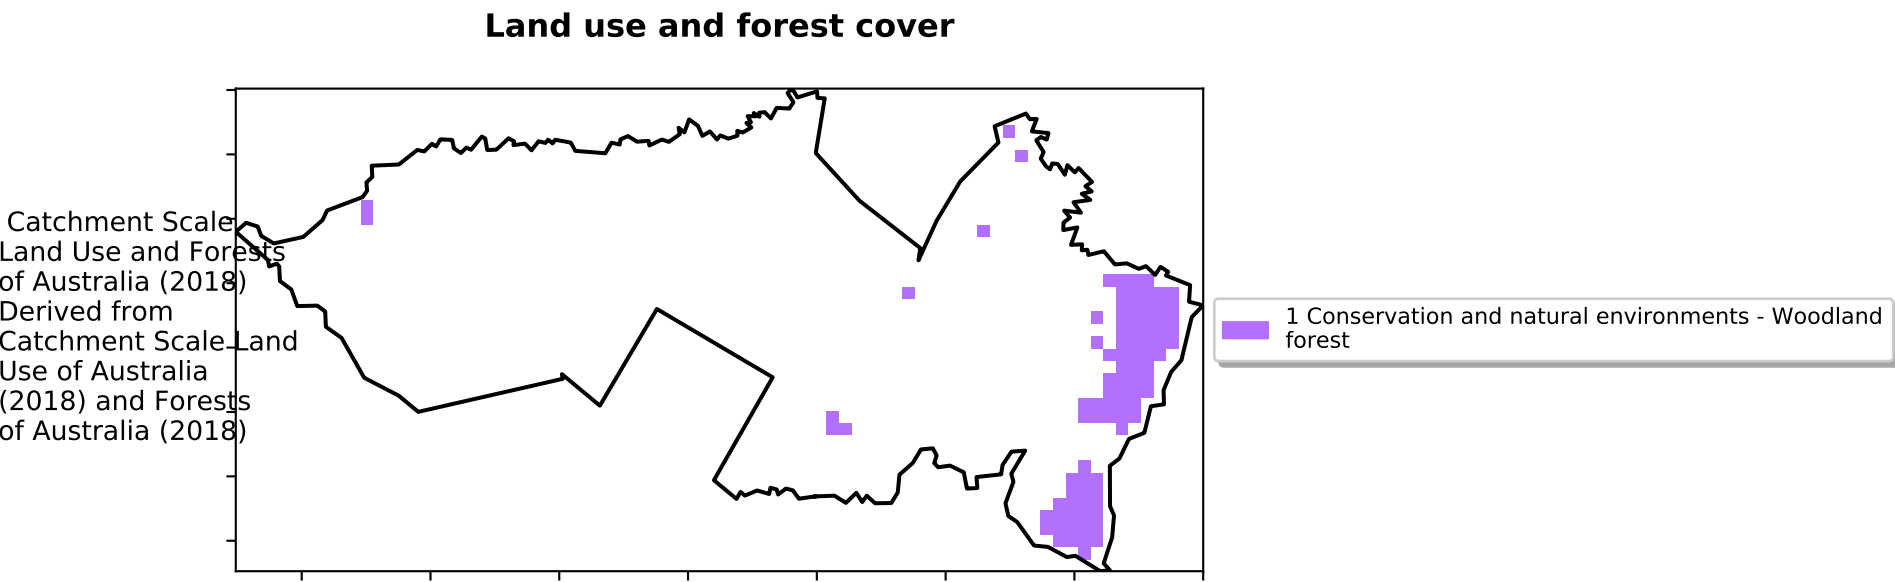 Land use and forest cover
Catchment Scale
Land Use and Forests
of Australia (2018)
Derived from
Catchment Scale Land
Use of Australia
(2018) and Forests
of Australia (2018)
1 Conservation and natural environments - Woodland
forest